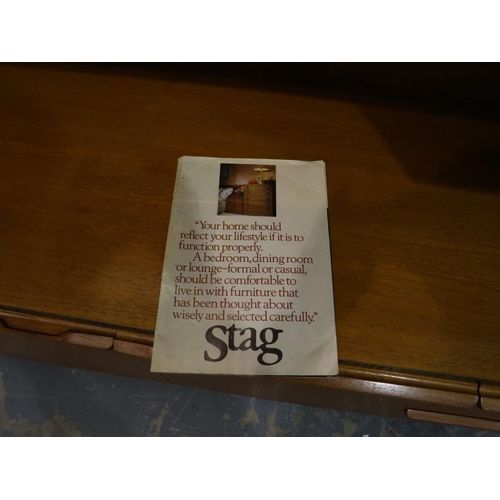 "Your home should
reflect your lifestyle if it is to
function properly.
A bedroom, dining room
or lounge–formal or casual,
should be comfortable to
live in with furniture that
has been thought about
wisely and selected carefully."
Stag